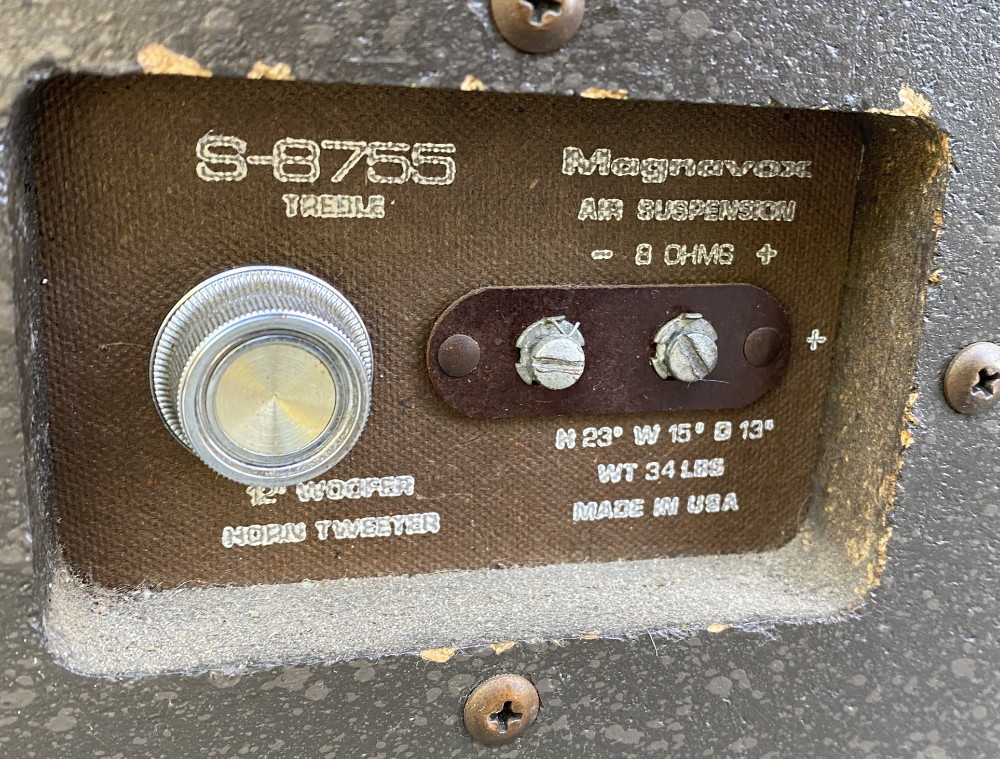 S-8755
TREBLE
12" WOOFER
HORN TWEETER
Magnavox
AIR SUSPENSION
- 8 OHMS +
+
H 23" W 15" D 13"
WT 34 LBS
MADE IN USA